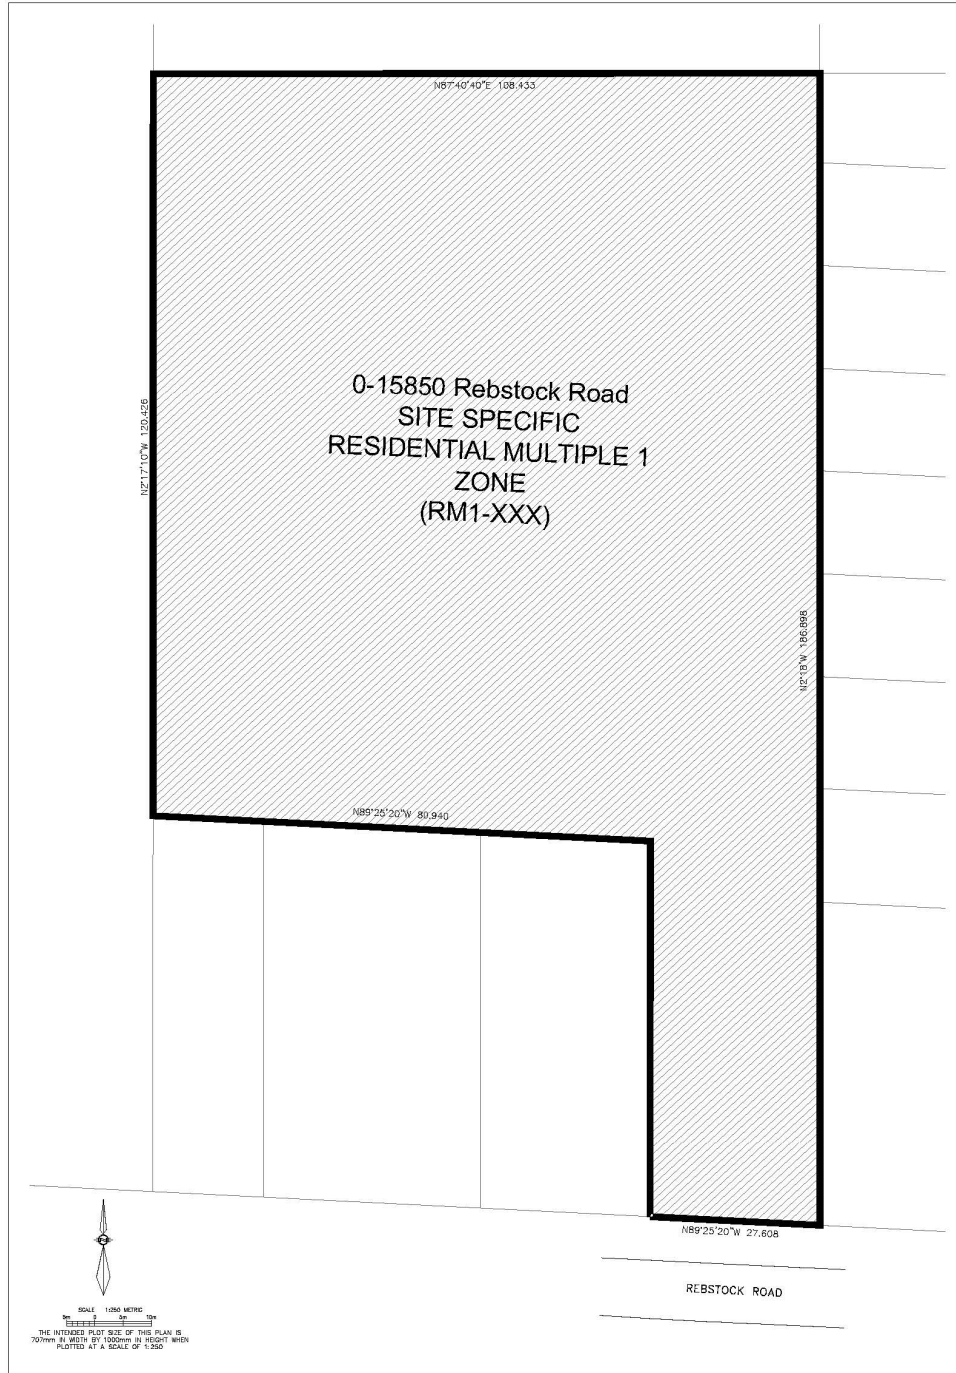 N87°40'40"E 108.433
0-15850 Rebstock Road
SITE SPECIFIC
RESIDENTIAL MULTIPLE 1
ZONE
(RM1-XXX)
N2°17'10"W 120.426
N2°18'W 186.898
N89°25'20"W 80.940
N89°25'20"W 27.608
REBSTOCK ROAD
SCALE 1:250 METRIC
5m 0 5m 10m
THE INTENDED PLOT SIZE OF THIS PLAN IS
707mm IN WIDTH BY 1000mm IN HEIGHT WHEN
PLOTTED AT A SCALE OF 1:250